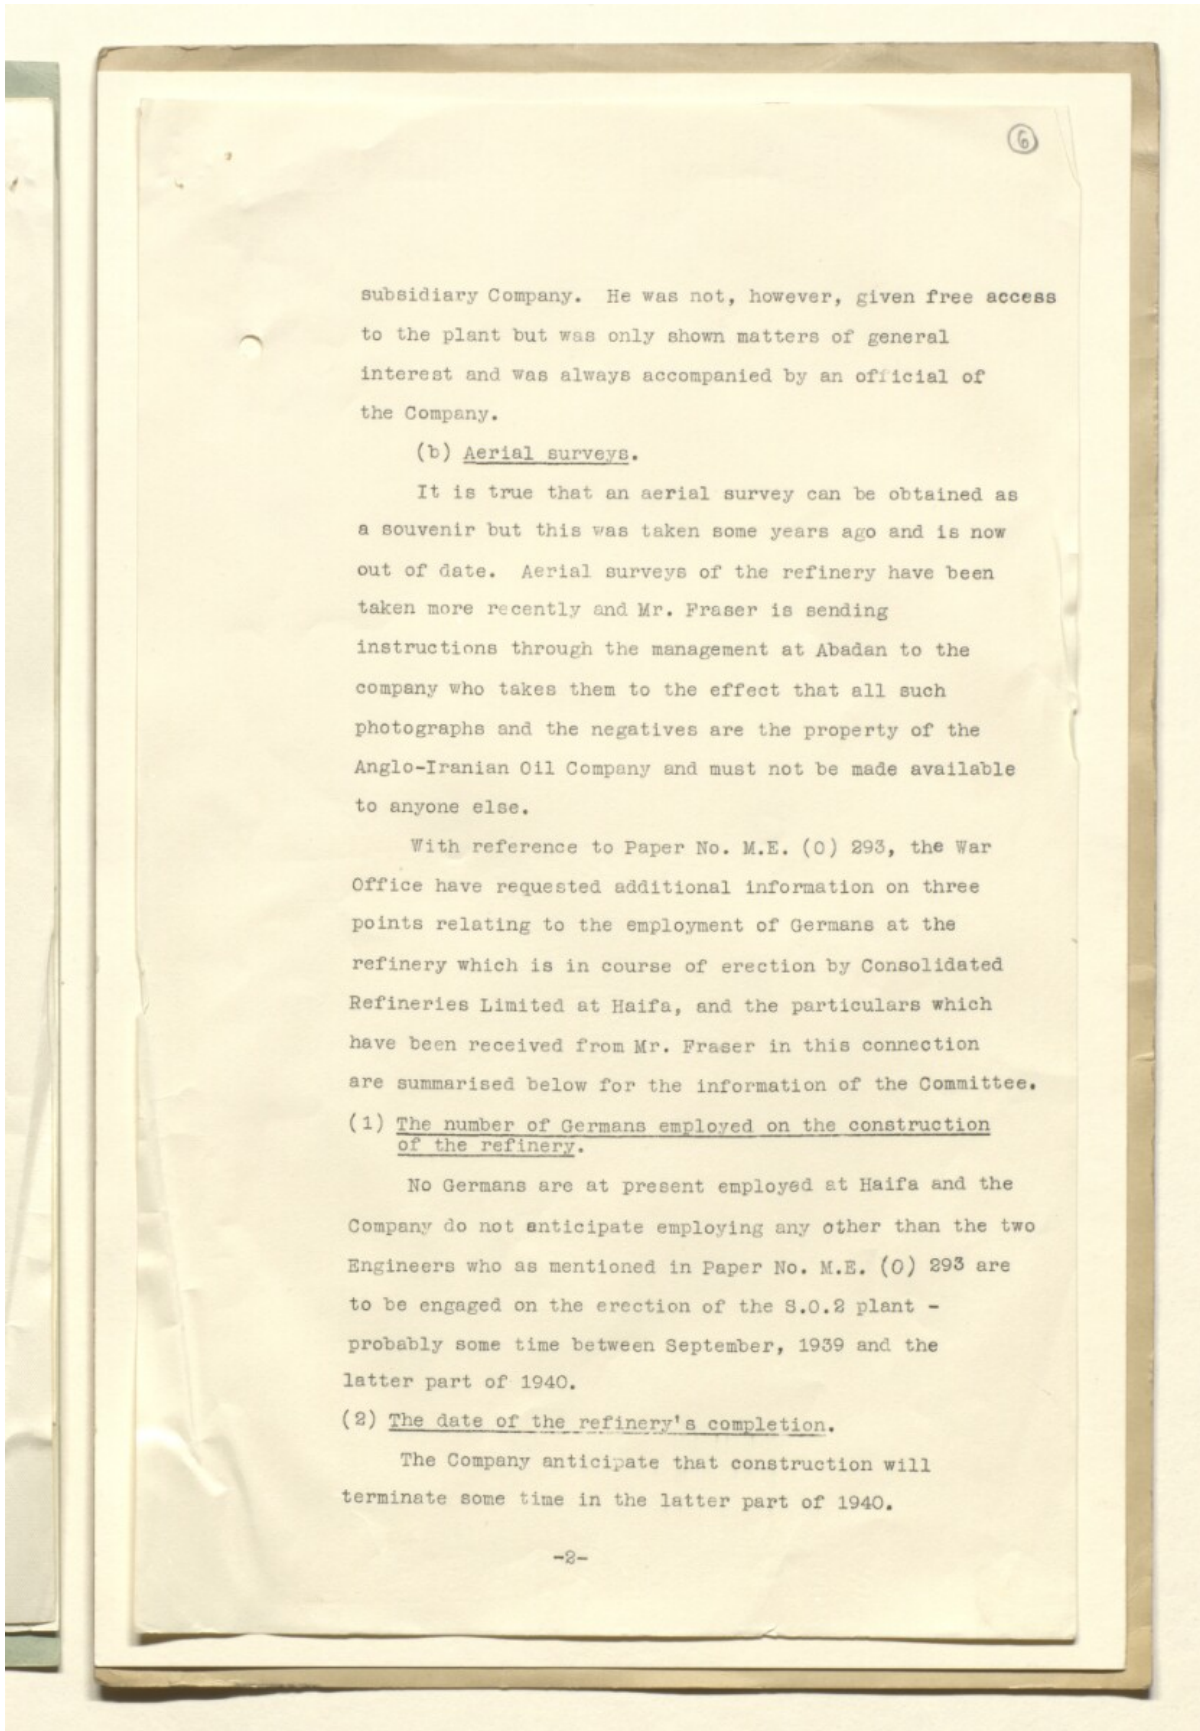 6
subsidiary Company. He was not, however, given free access
to the plant but was only shown matters of general
interest and was always accompanied by an official of
the Company.
(b) Aerial surveys.
It is true that an aerial survey can be obtained as
a souvenir but this was taken some years ago and is now
out of date. Aerial surveys of the refinery have been
taken more recently and Mr. Fraser is sending
instructions through the management at Abadan to the
company who takes them to the effect that all such
photographs and the negatives are the property of the
Anglo-Iranian Oil Company and must not be made available
to anyone else.
With reference to Paper No. M.E. (O) 293, the War
Office have requested additional information on three
points relating to the employment of Germans at the
refinery which is in course of erection by Consolidated
Refineries Limited at Haifa, and the particulars which
have been received from Mr. Fraser in this connection
are summarised below for the information of the Committee.
(1) The number of Germans employed on the construction
of the refinery.
No Germans are at present employed at Haifa and the
Company do not anticipate employing any other than the two
Engineers who as mentioned in Paper No. M.E. (O) 293 are
to be engaged on the erection of the S.O.2 plant -
probably some time between September, 1939 and the
latter part of 1940.
(2) The date of the refinery's completion.
The Company anticipate that construction will
terminate some time in the latter part of 1940.
-2-